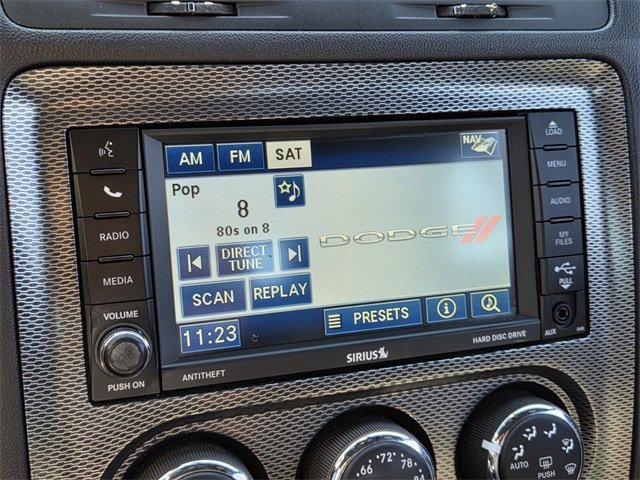 AM FM SAT NAV
Pop
8
80s on 8
DODGE
DIRECT
TUNE
SCAN REPLAY
11:23
PRESETS
RADIO
MEDIA
VOLUME
PUSH ON
ANTITHEFT
SIRIUS
HARD DISC DRIVE
LOAD
MENU
AUDIO
MY
FILES
PULL
AUX
66 72 78
84
AUTO
PUSH